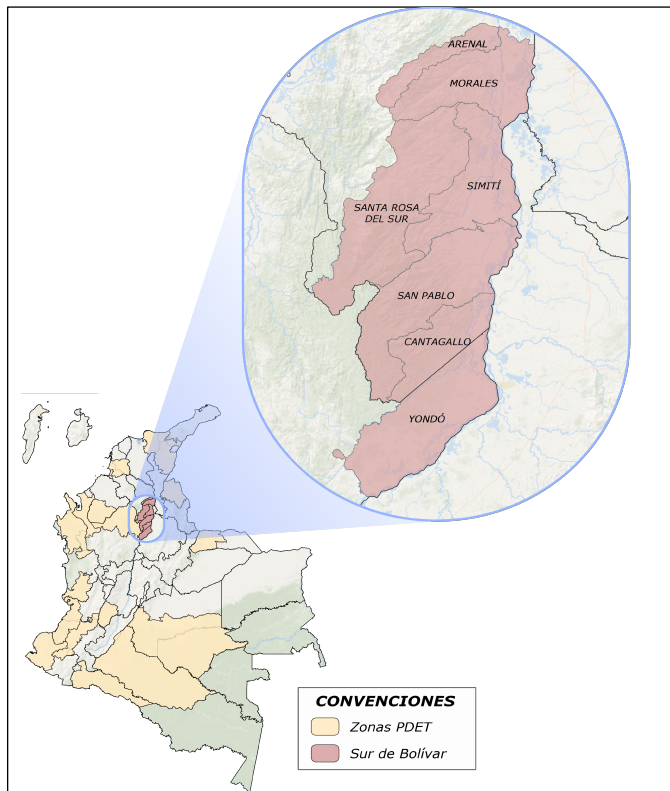 ARENAL
MORALES
SIMITÍ
SANTA ROSA
DEL SUR
SAN PABLO
CANTAGALLO
YONDÓ
CONVENCIONES
Zonas PDET
Sur de Bolívar